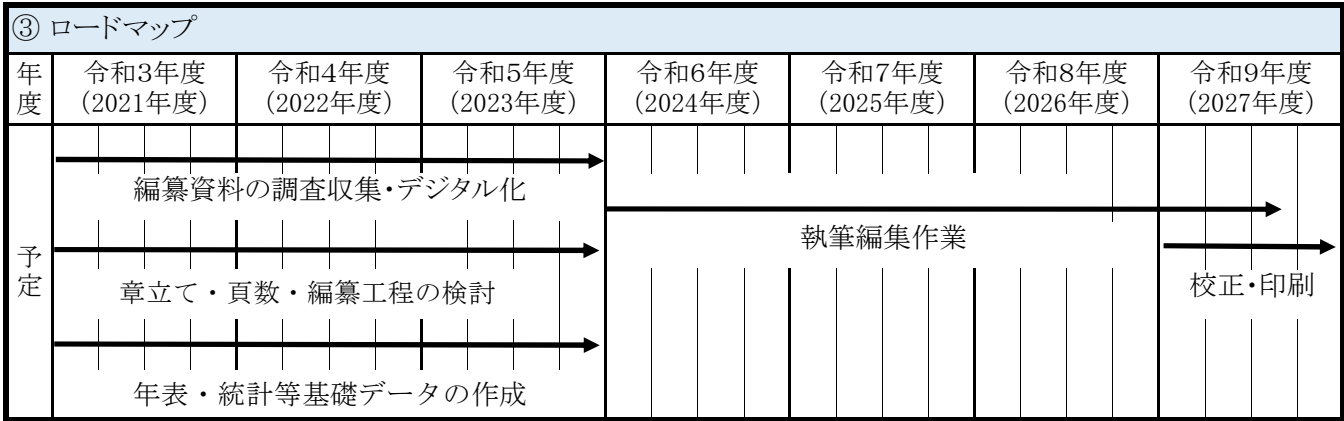 ③ ロードマップ
年度
令和3年度
(2021年度)
令和4年度
(2022年度)
令和5年度
(2023年度)
令和6年度
(2024年度)
令和7年度
(2025年度)
令和8年度
(2026年度)
令和9年度
(2027年度)
予定
編纂資料の調査収集・デジタル化
執筆編集作業
章立て・頁数・編纂工程の検討
校正・印刷
年表・統計等基礎データの作成